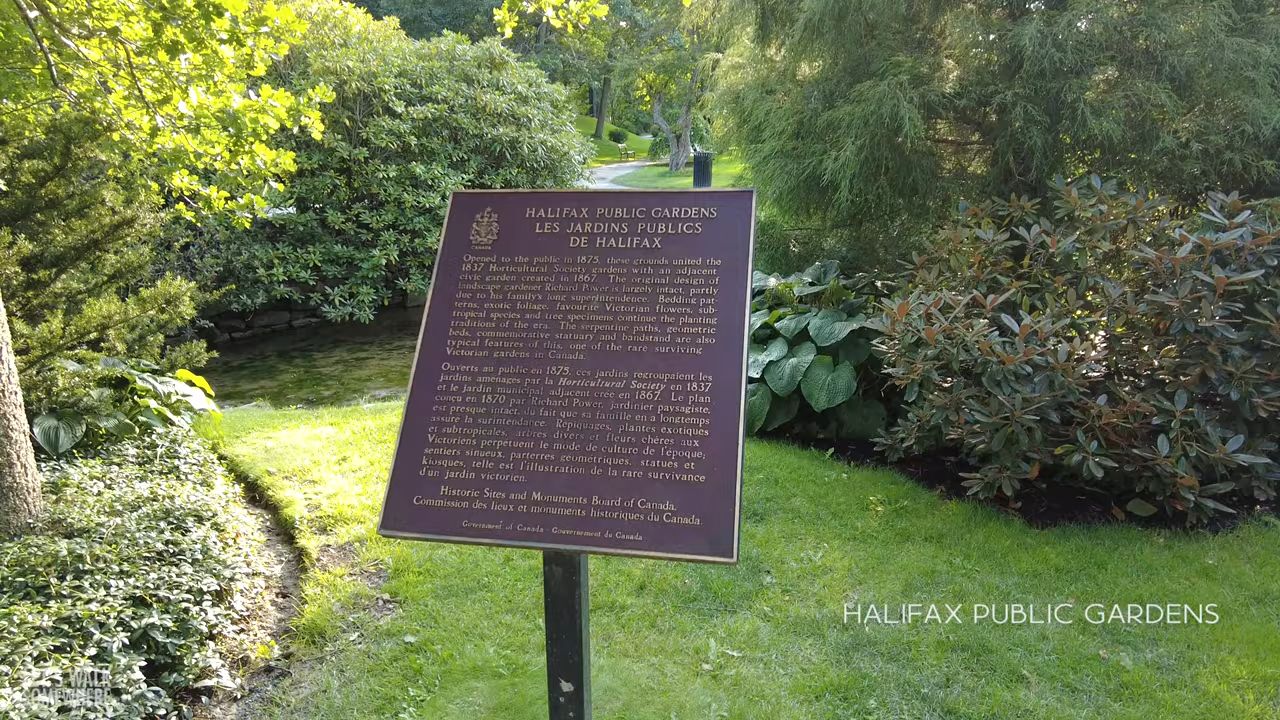 CANADA
HALIFAX PUBLIC GARDENS
LES JARDINS PUBLICS
DE HALIFAX
Opened to the public in 1875, these grounds united the
1837 Horticultural Society gardens with an adjacent
civic garden created in 1867. The original design of
landscape gardener Richard Power is largely intact, partly
due to his family's long superintendence. Bedding pat-
terns, exotic foliage, favourite Victorian flowers, sub-
tropical species and tree specimens continue the planting
traditions of the era. The serpentine paths, geometric
beds, commemorative statuary and bandstand are also
typical features of this, one of the rare surviving
Victorian gardens in Canada.
Ouverts au public en 1875, ces jardins regroupaient les
jardins aménagés par la Horticultural Society en 1837
et le jardin municipal adjacent créé en 1867. Le plan
conçu en 1870 par Richard Power, jardinier paysagiste,
est presque intact, du fait que sa famille en a longtemps
assuré la surintendance. Repiquages, plantes exotiques
et subtropicales, arbres divers et fleurs chères aux
Victoriens perpétuent le mode de culture de l'époque;
sentiers sinueux, parterres géométriques, statues et
kiosques, telle est l'illustration de la rare survivance
d'un jardin victorien.
Historic Sites and Monuments Board of Canada.
Commission des lieux et monuments historiques du Canada.
Government of Canada - Gouvernement du Canada
HALIFAX PUBLIC GARDENS
LET'S WALK
SOMEWHERE